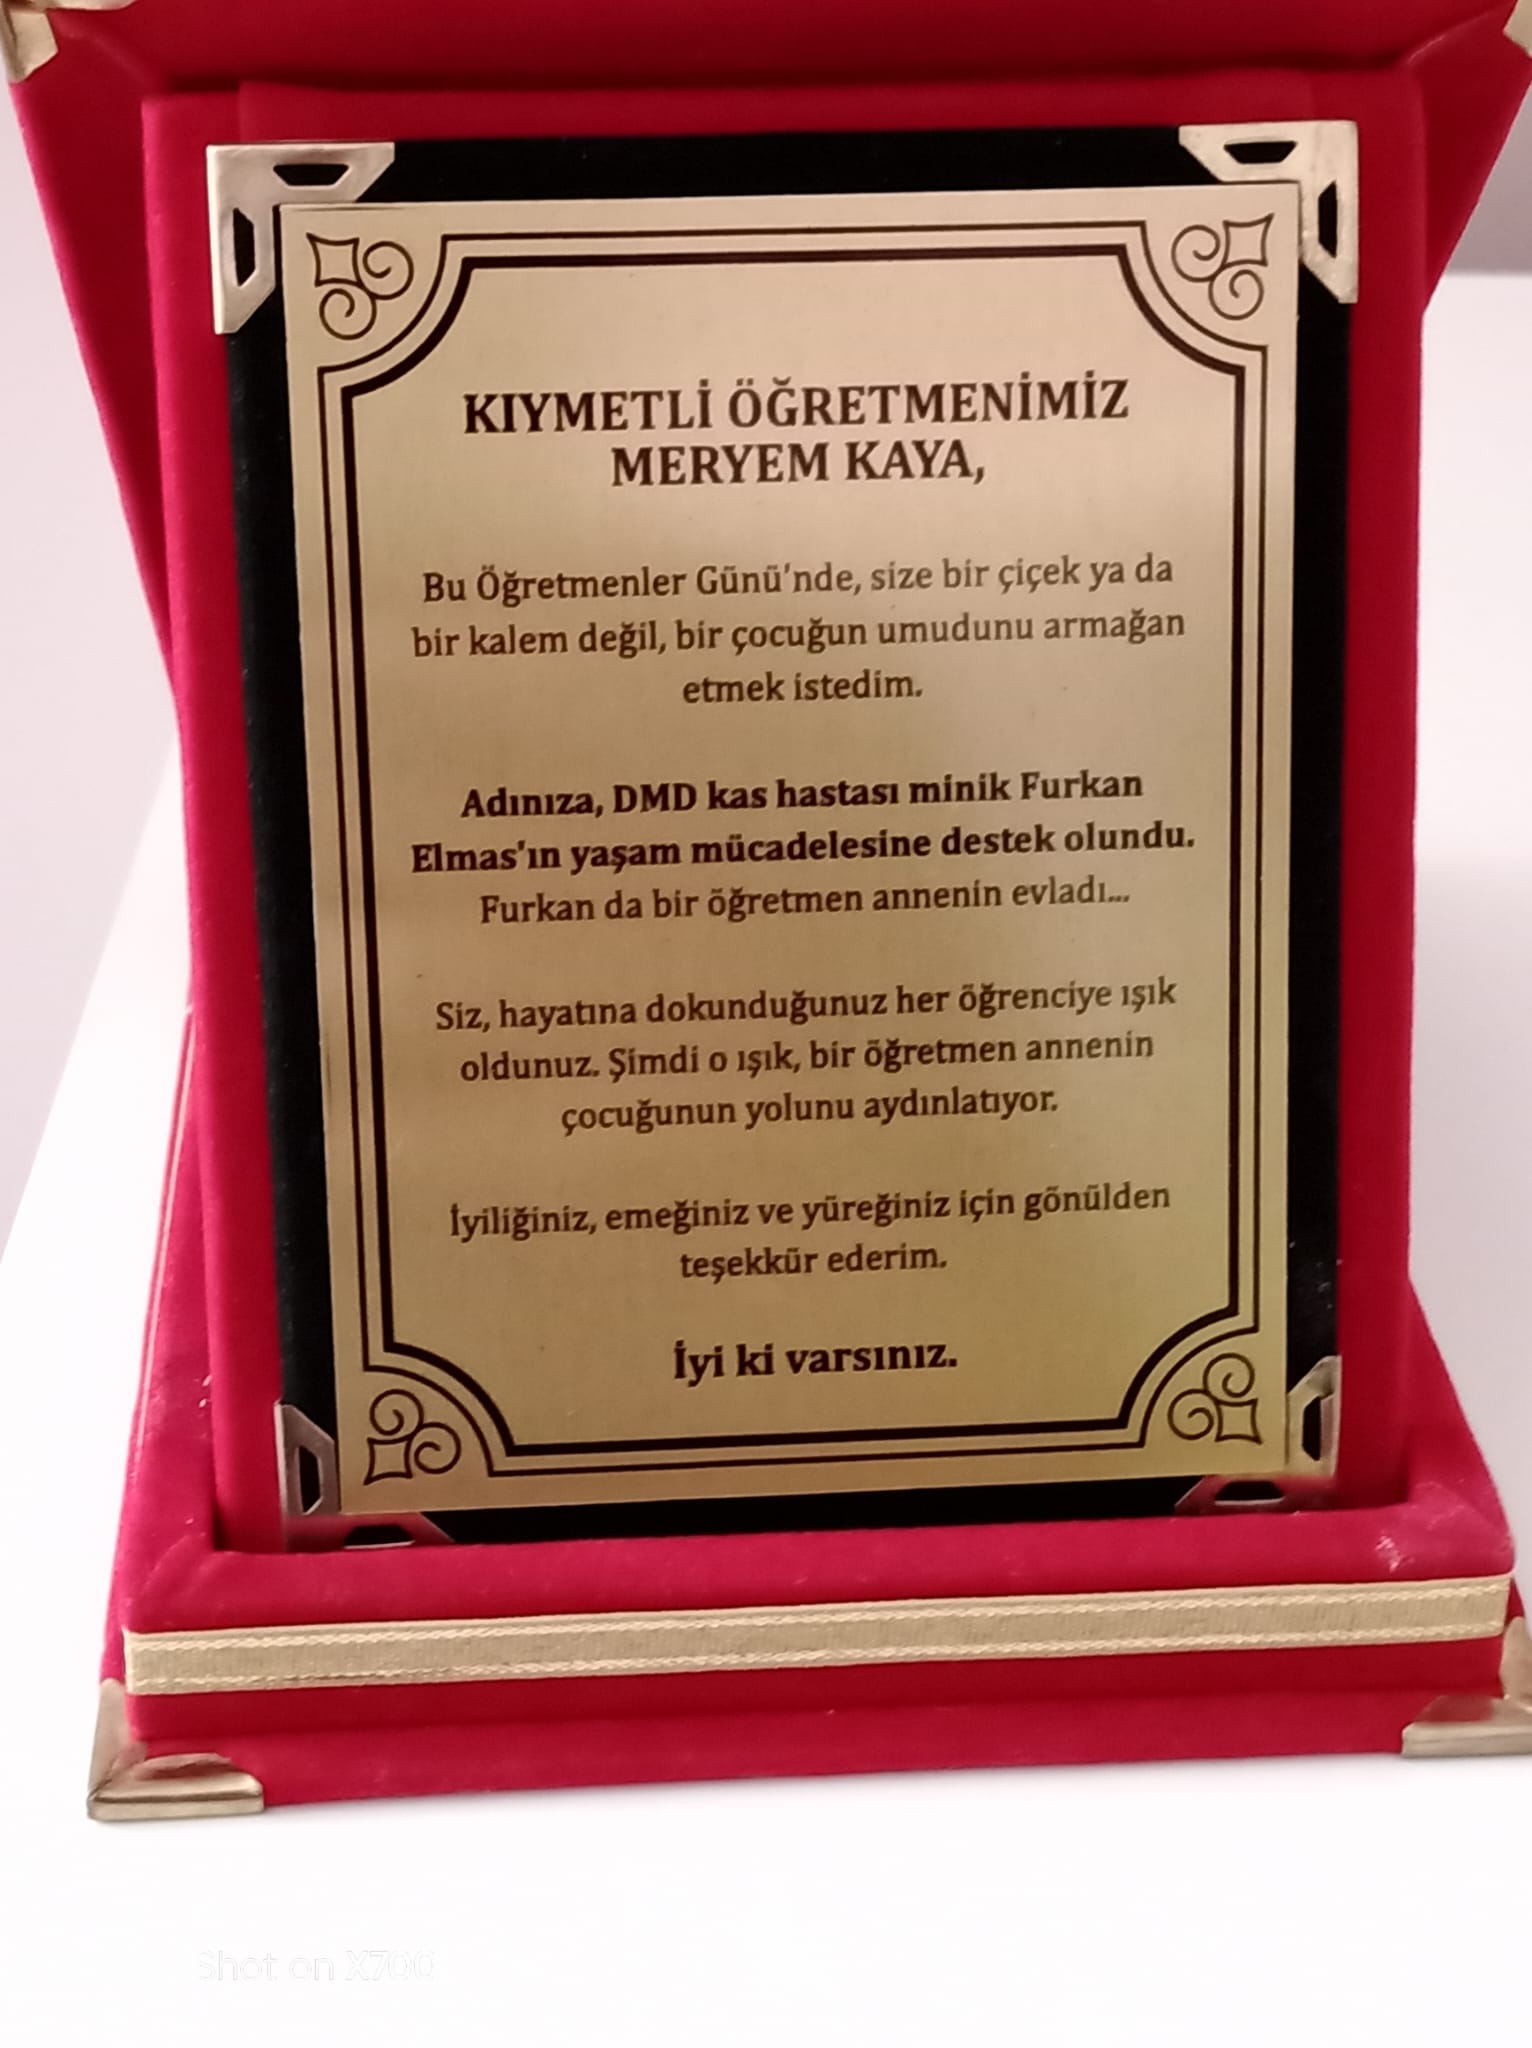 KIYMETLİ ÖĞRETMENİMİZ
MERYEM KAYA,
Bu Öğretmenler Günü'nde, size bir çiçek ya da
bir kalem değil, bir çocuğun umudunu armağan
etmek istedim.
Adınıza, DMD kas hastası minik Furkan
Elmas'ın yaşam mücadelesine destek olundu.
Furkan da bir öğretmen annenin evladı...
Siz, hayatına dokunduğunuz her öğrenciye ışık
oldunuz. Şimdi o ışık, bir öğretmen annenin
çocuğunun yolunu aydınlatıyor.
İyiliğiniz, emeğiniz ve yüreğiniz için gönülden
teşekkür ederim.
İyi ki varsınız.
Shot on X700